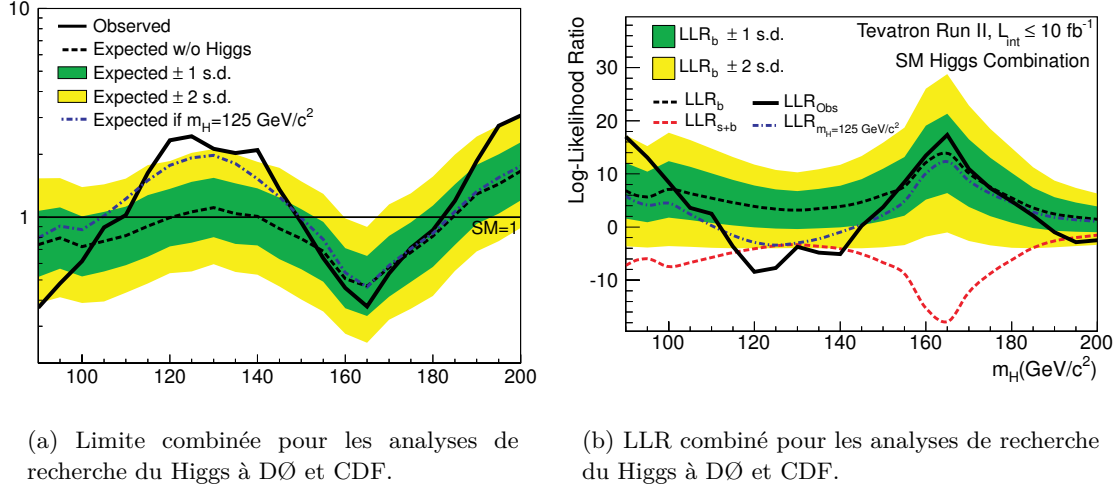 10
1
Observed
Expected w/o Higgs
Expected ± 1 s.d.
Expected ± 2 s.d.
Expected if m_H=125 GeV/c²
SM=1
100 120 140 160 180 200
Tevatron Run II, L_int ≤ 10 fb⁻¹
SM Higgs Combination
LLR_b ± 1 s.d.
LLR_b ± 2 s.d.
LLR_b
LLR_s+b
LLR_Obs
LLR_m_H=125 GeV/c²
Log-Likelihood Ratio
30
20
10
0
-10
100 120 140 160 180 200
m_H(GeV/c²)
(a) Limite combinée pour les analyses de
recherche du Higgs à DØ et CDF.
(b) LLR combiné pour les analyses de recherche
du Higgs à DØ et CDF.